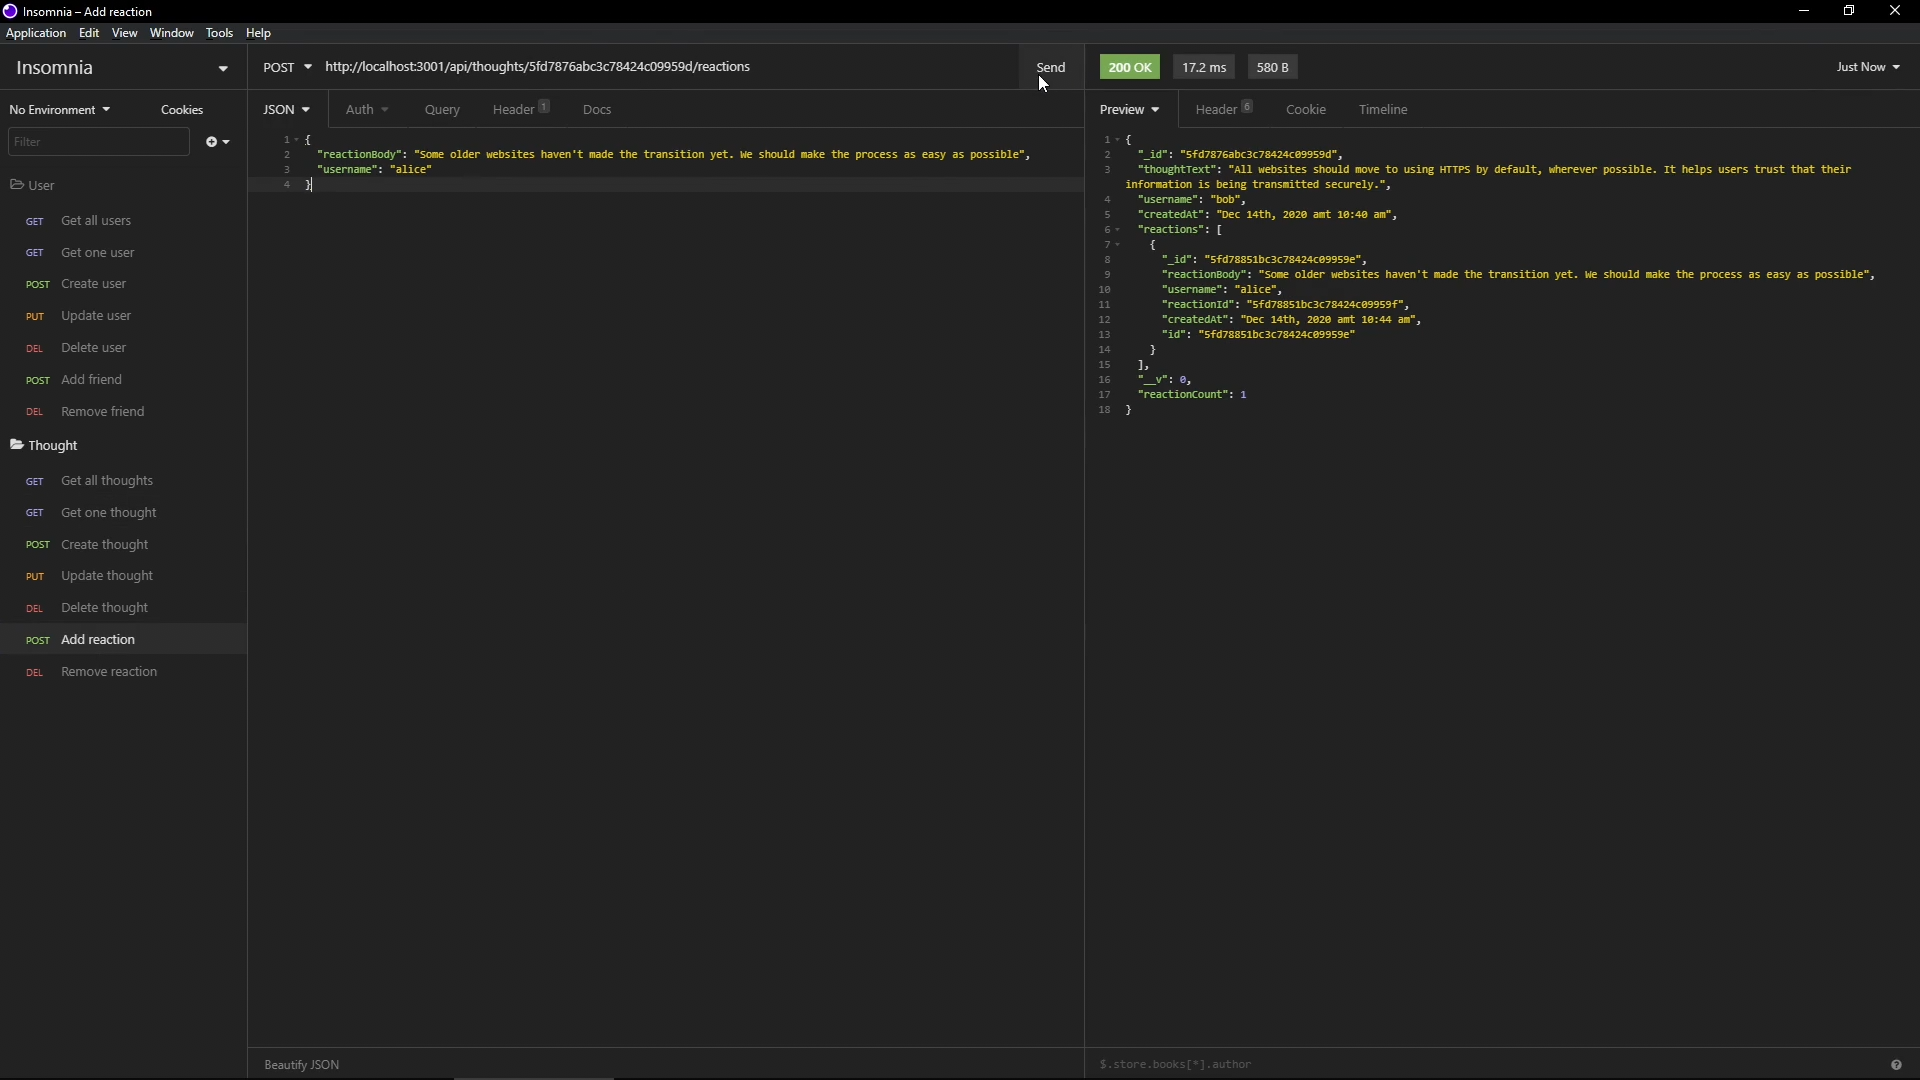 Insomnia – Add reaction
Application Edit View Window Tools Help
Insomnia
POST http://localhost:3001/api/thoughts/5fd7876abc3c78424c09959d/reactions
Send
200 OK 17.2 ms 580 B
Just Now
No Environment Cookies
JSON Auth Query Header 1 Docs
Preview Header 6 Cookie Timeline
Filter
User
GET Get all users
GET Get one user
POST Create user
PUT Update user
DEL Delete user
POST Add friend
DEL Remove friend
Thought
GET Get all thoughts
GET Get one thought
POST Create thought
PUT Update thought
DEL Delete thought
POST Add reaction
DEL Remove reaction
1 {
2 "reactionBody": "Some older websites haven't made the transition yet. We should make the process as easy as possible",
3 "username": "alice"
4 }
1 {
2 "_id": "5fd7876abc3c78424c09959d",
3 "thoughtText": "All websites should move to using HTTPS by default, wherever possible. It helps users trust that their
information is being transmitted securely.",
4 "username": "bob",
5 "createdAt": "Dec 14th, 2020 amt 10:40 am",
6 "reactions": [
7 {
8 "_id": "5fd78851bc3c78424c09959e",
9 "reactionBody": "Some older websites haven't made the transition yet. We should make the process as easy as possible",
10 "username": "alice",
11 "reactionId": "5fd78851bc3c78424c09959f",
12 "createdAt": "Dec 14th, 2020 amt 10:44 am",
13 "id": "5fd78851bc3c78424c09959e"
14 }
15 ],
16 "__v": 0,
17 "reactionCount": 1
18 }
Beautify JSON
$.store.books[*].author